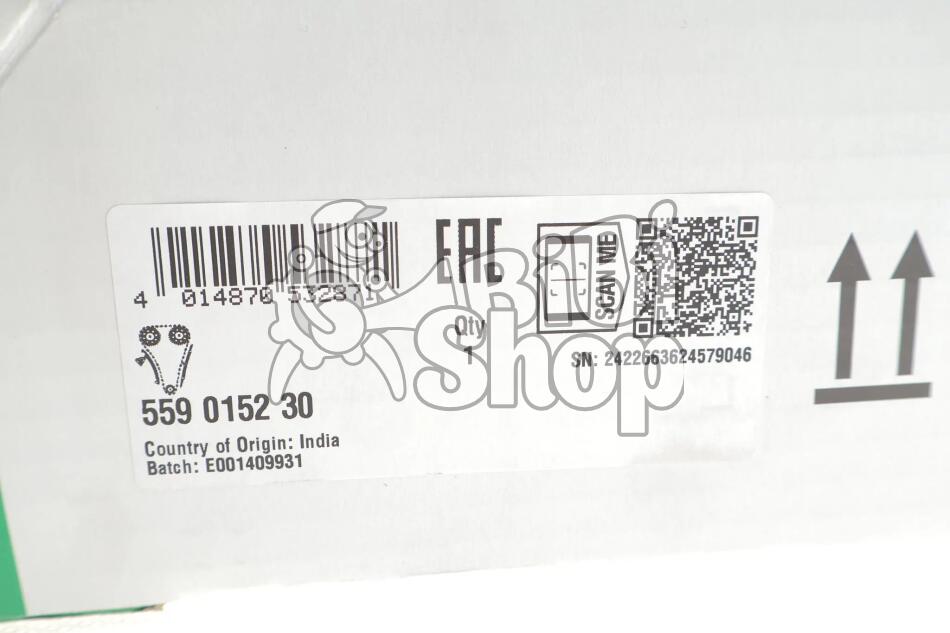 4 014870 532871
EAC
SCAN ME
Qty
1
SN: 2422663624579046
559 0152 30
Country of Origin: India
Batch: E001409931
Shop